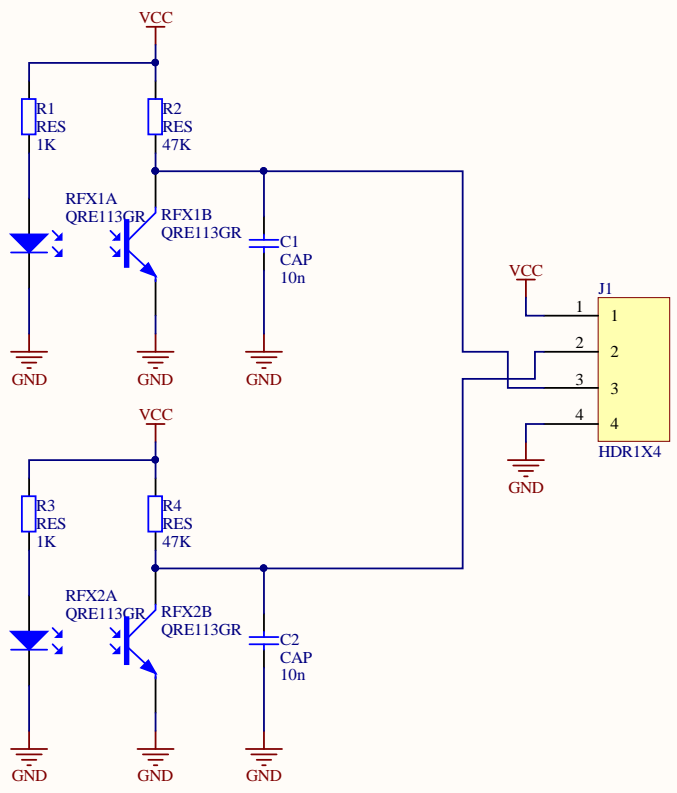 VCC
R1
RES
1K
R2
RES
47K
RFX1A
QRE113GR
RFX1B
QRE113GR
C1
CAP
10n
GND
GND
GND
VCC
J1
1
1
2
2
3
3
4
4
HDR1X4
GND
VCC
R3
RES
1K
R4
RES
47K
RFX2A
QRE113GR
RFX2B
QRE113GR
C2
CAP
10n
GND
GND
GND